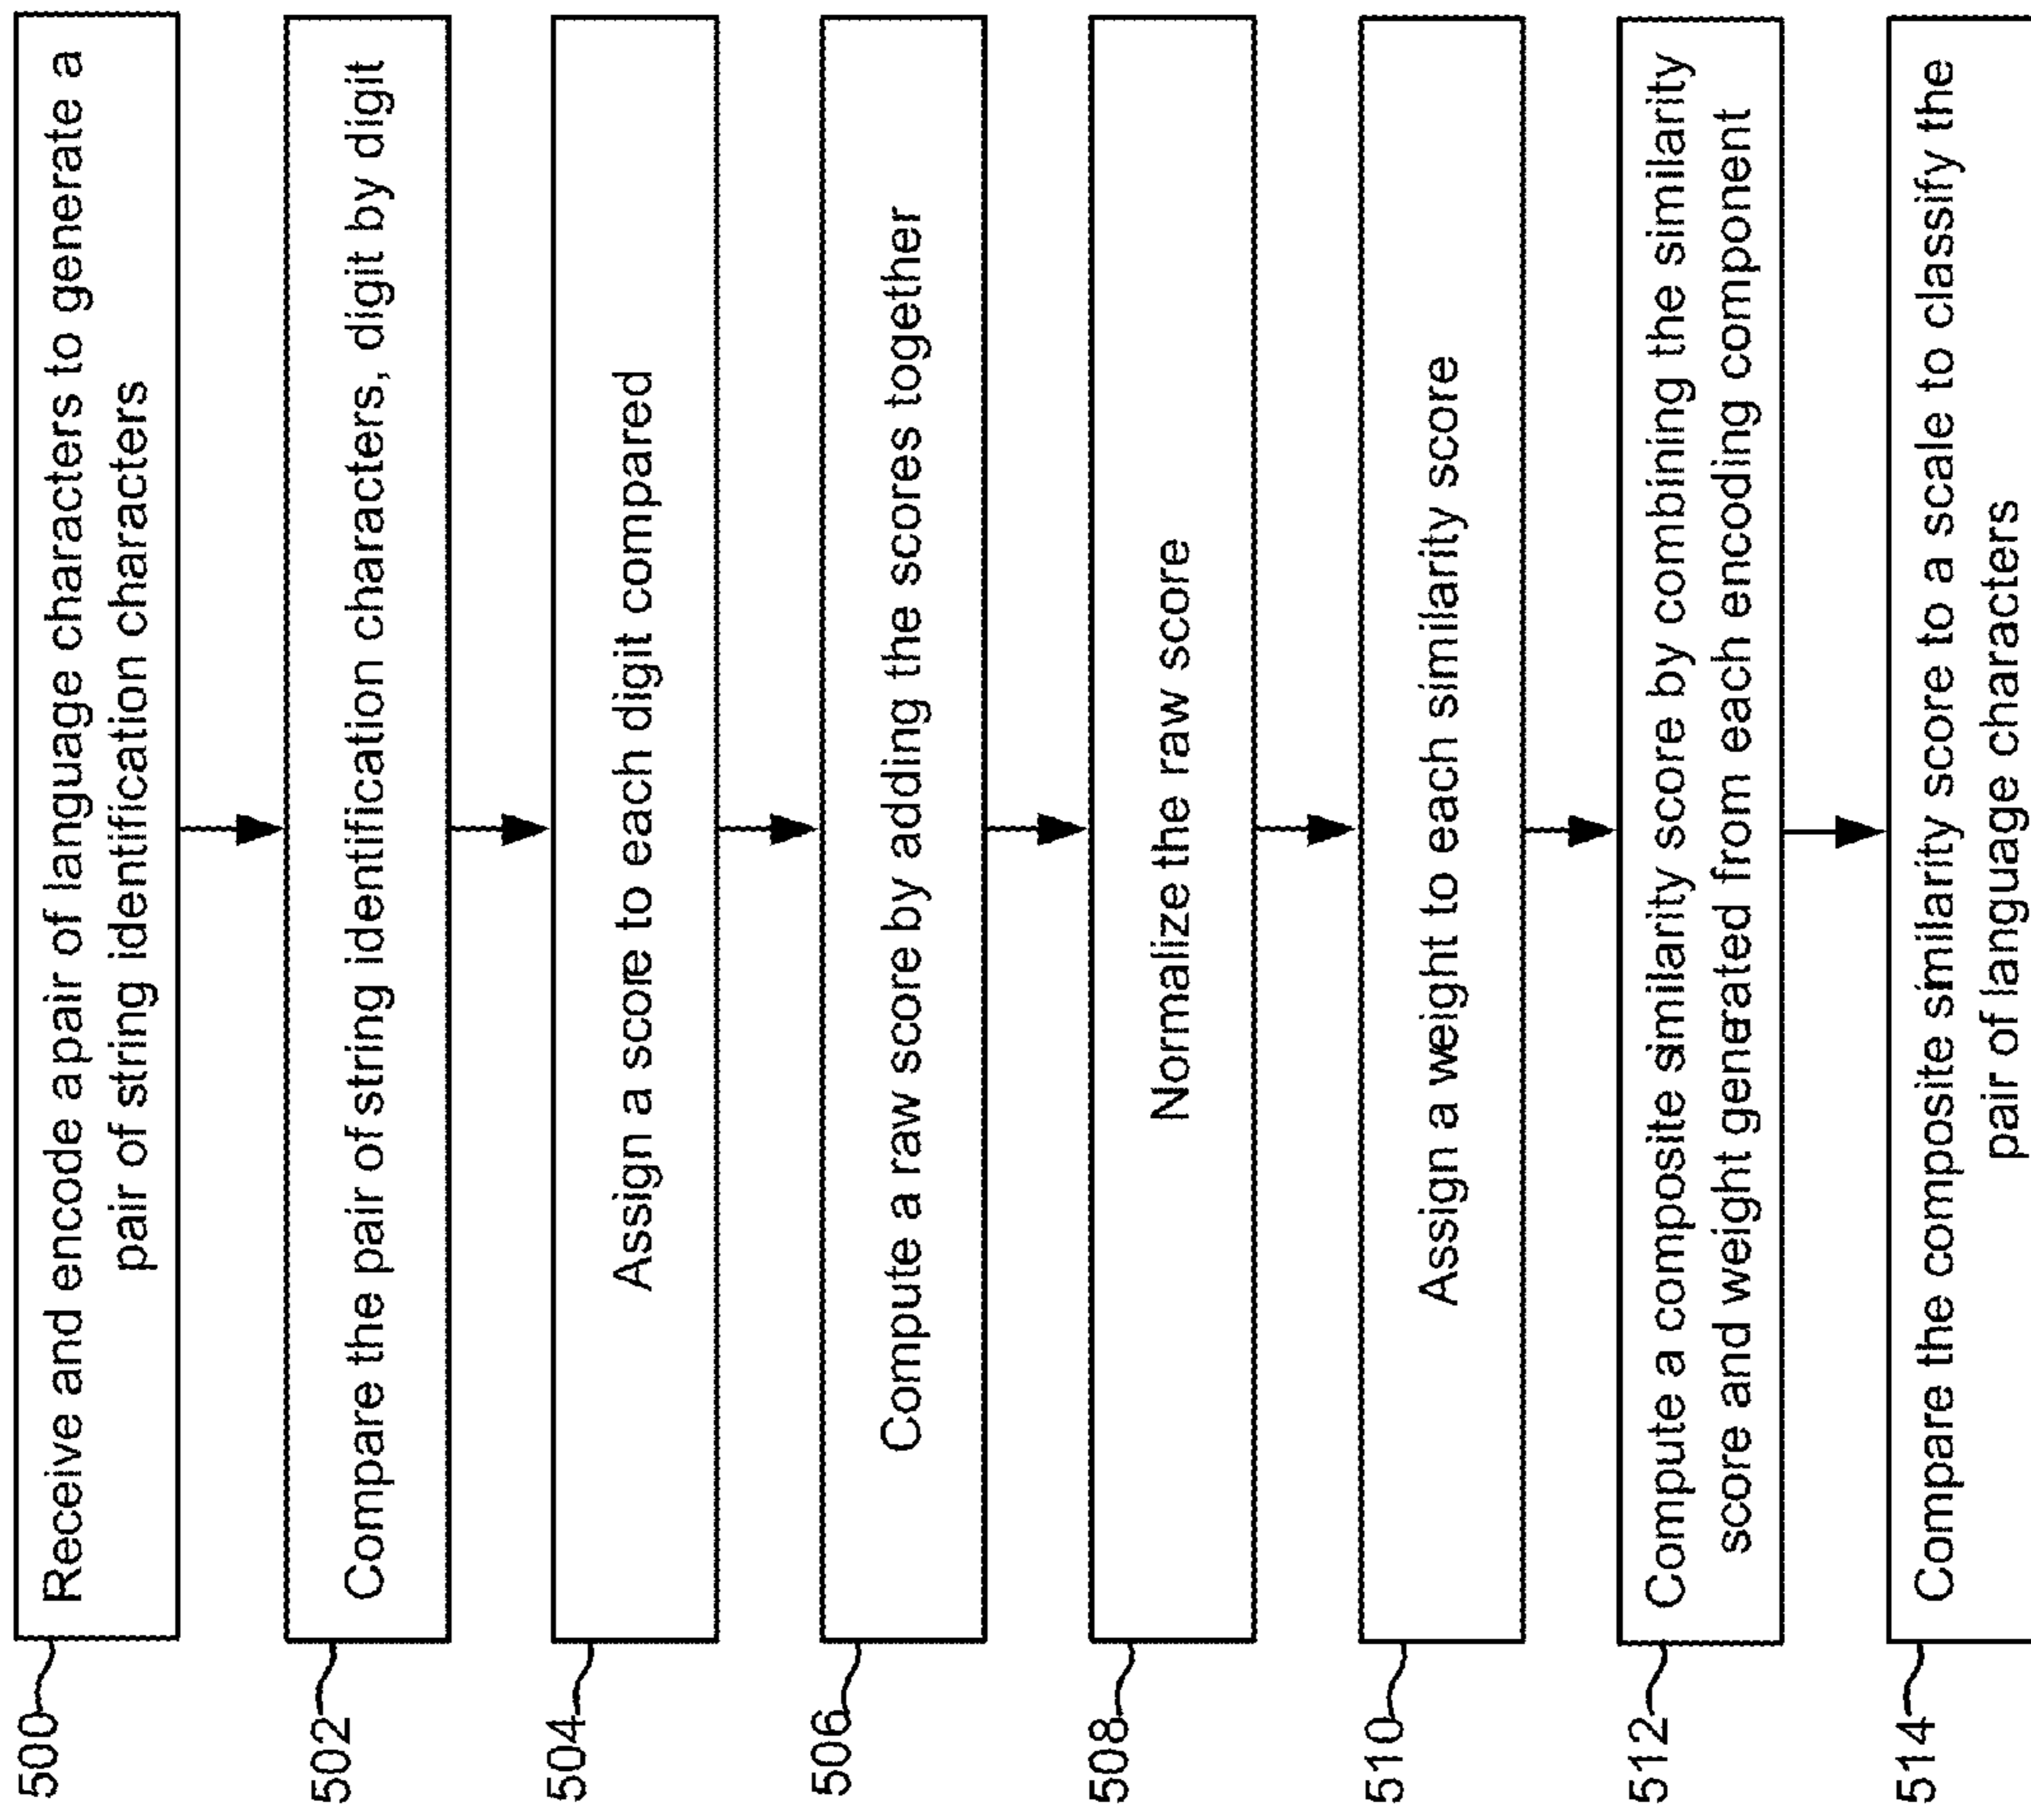 500
Receive and encode a pair of language characters to generate a
pair of string identification characters
502
Compare the pair of string identification characters, digit by digit
504
Assign a score to each digit compared
506
Compute a raw score by adding the scores together
508
Normalize the raw score
510
Assign a weight to each similarity score
512
Compute a composite similarity score by combining the similarity
score and weight generated from each encoding component
514
Compare the composite similarity score to a scale to classify the
pair of language characters